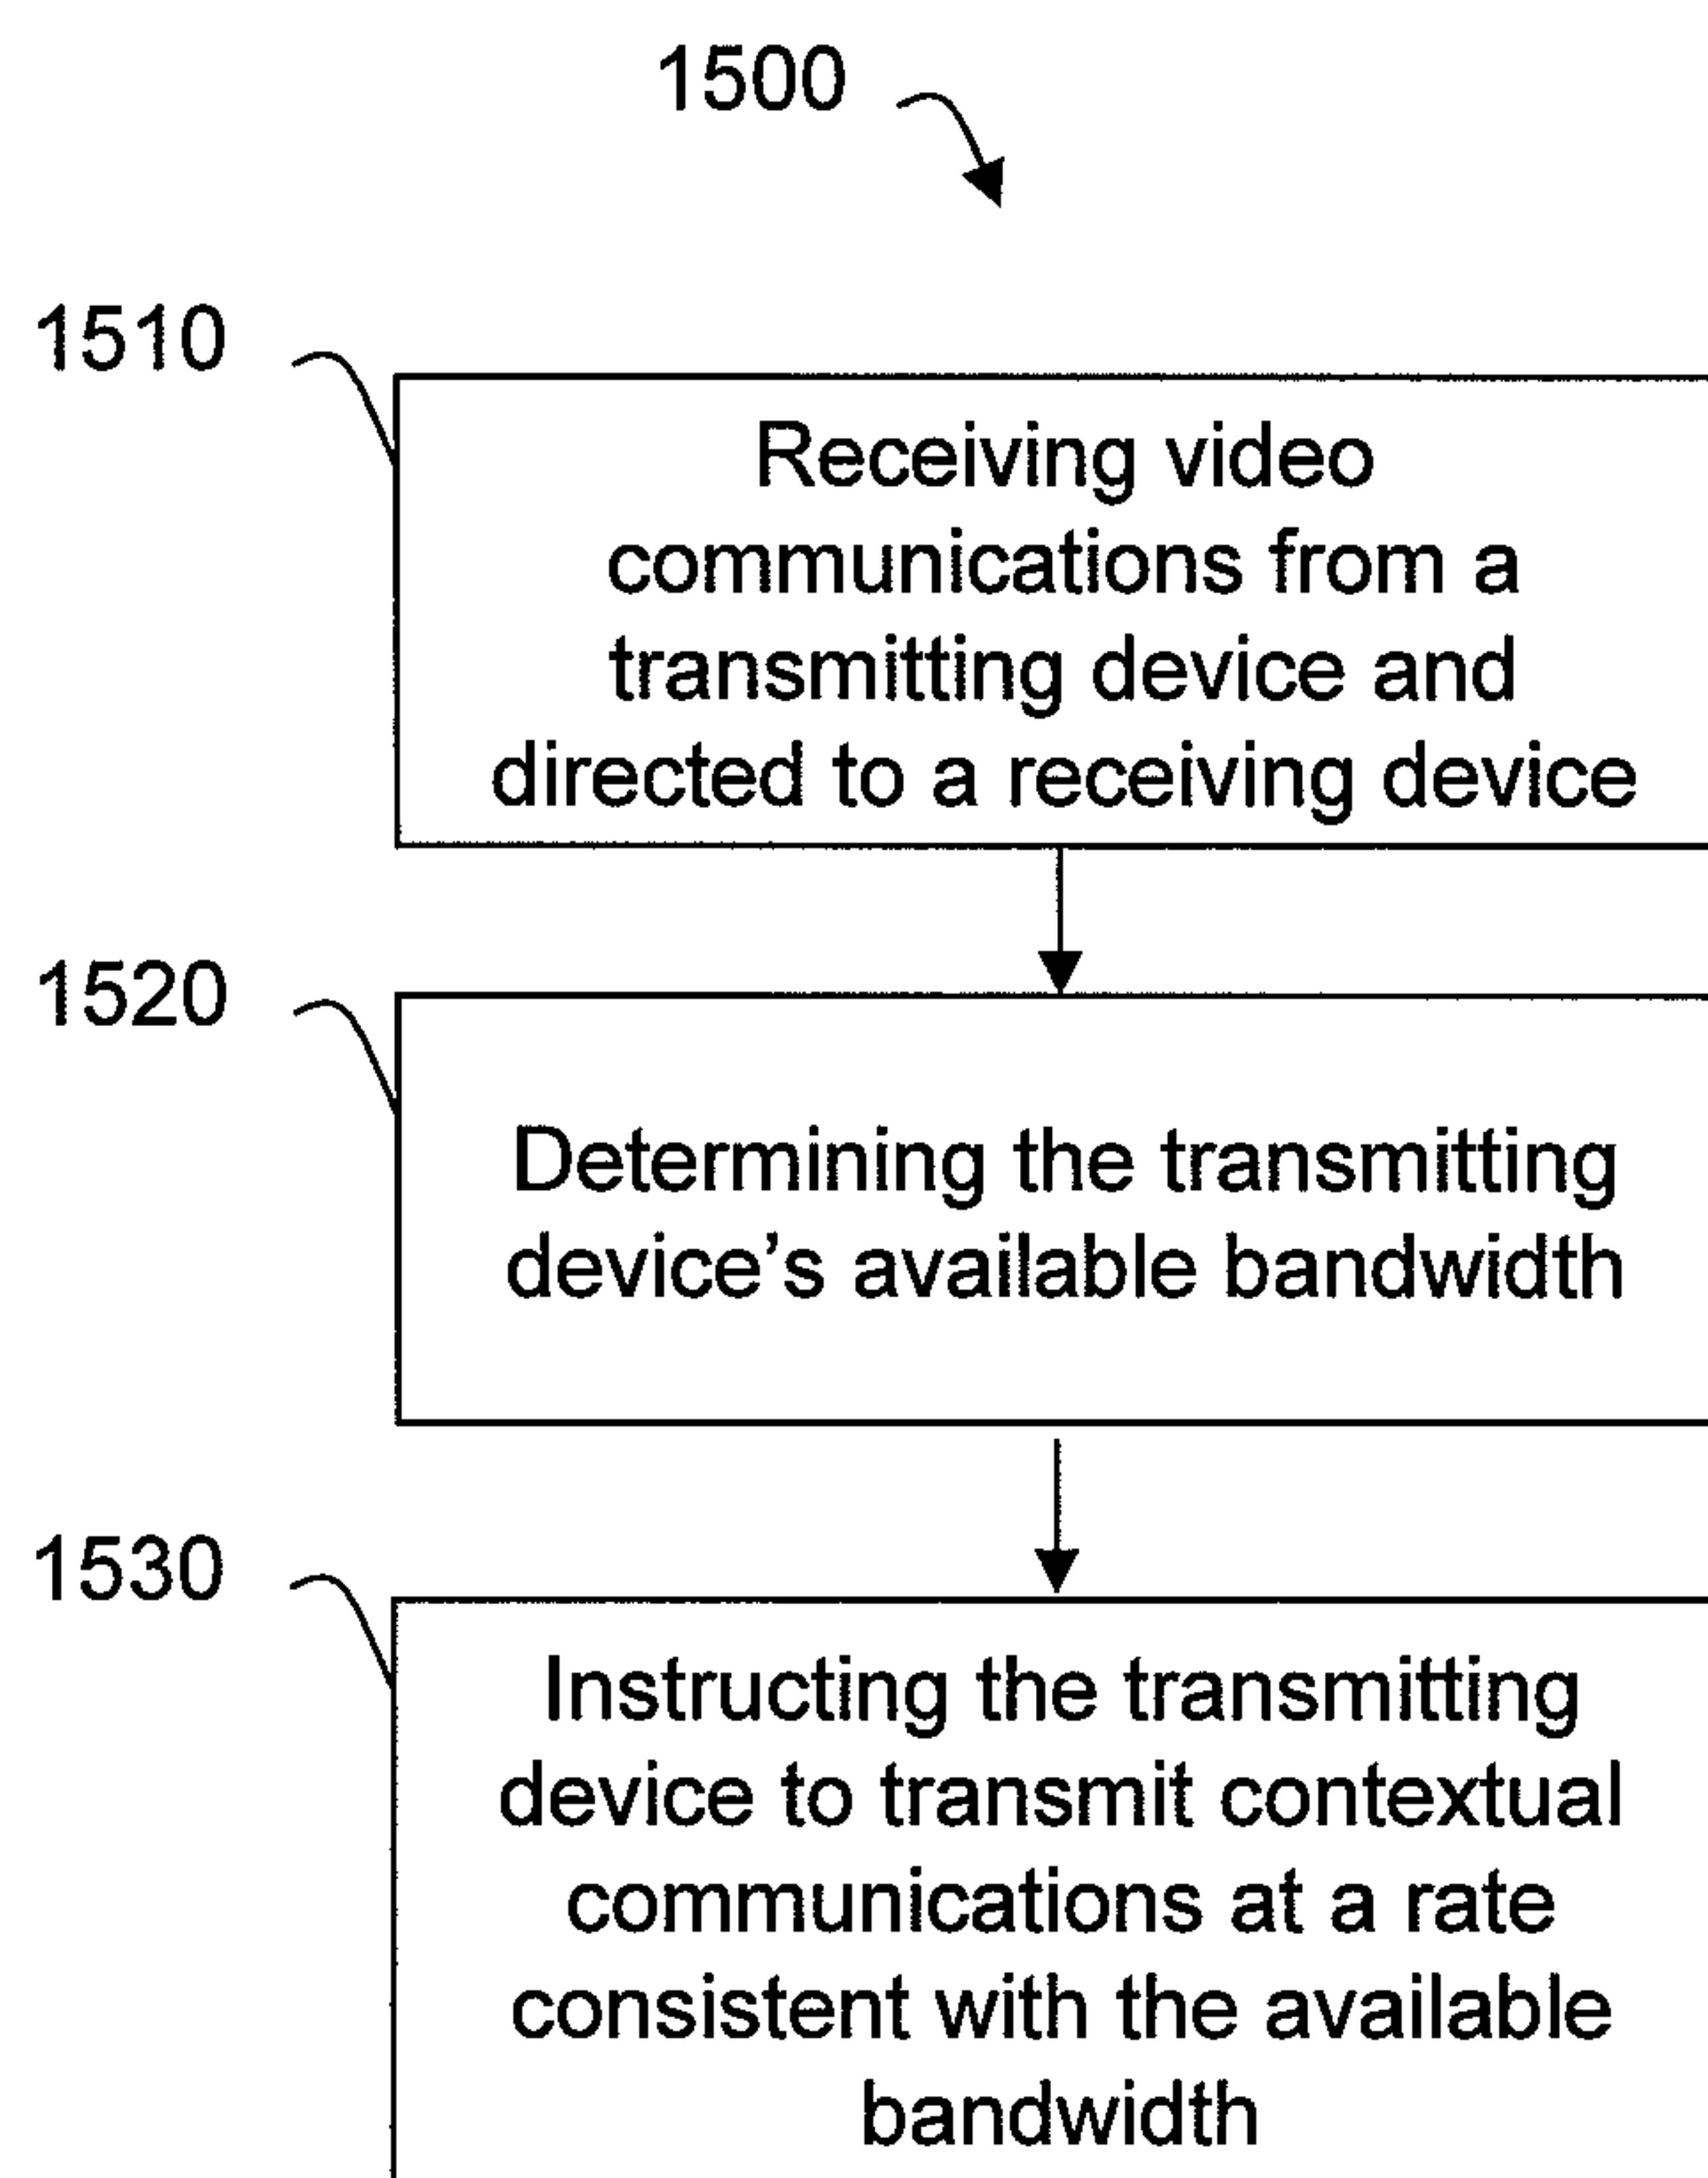 1500
1510
Receiving video
communications from a
transmitting device and
directed to a receiving device
1520
Determining the transmitting
device's available bandwidth
1530
Instructing the transmitting
device to transmit contextual
communications at a rate
consistent with the available
bandwidth